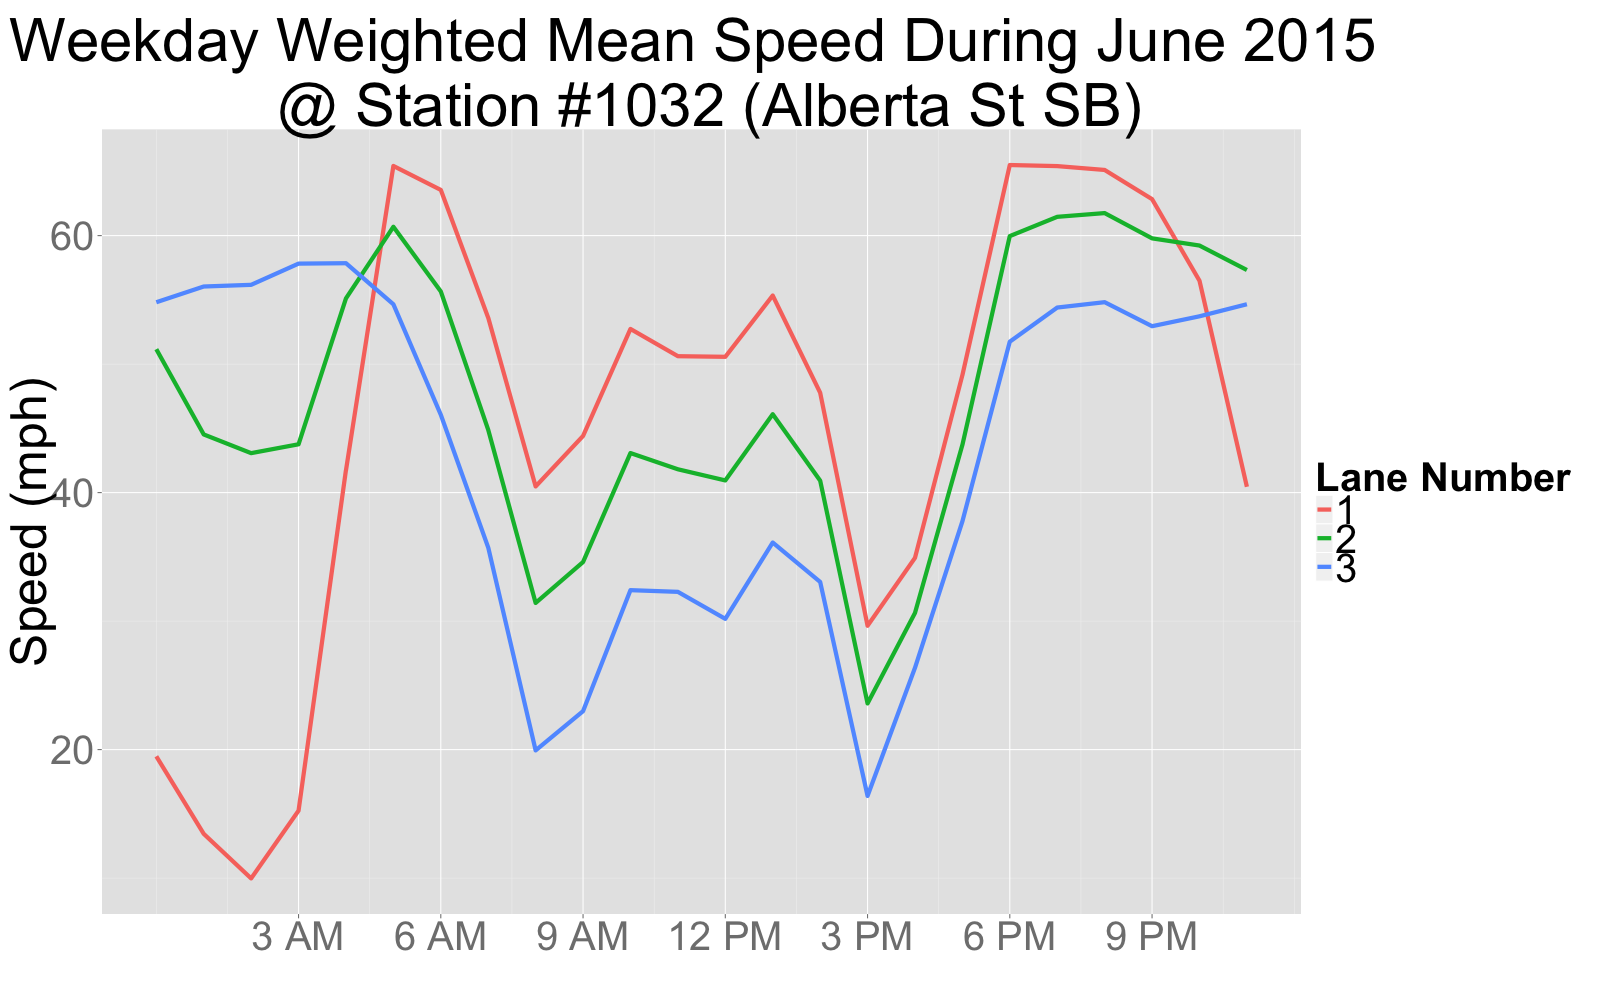 Weekday Weighted Mean Speed During June 2015
@ Station #1032 (Alberta St SB)
Speed (mph)
60
40
20
3 AM 6 AM 9 AM 12 PM 3 PM 6 PM 9 PM
Lane Number
1
2
3